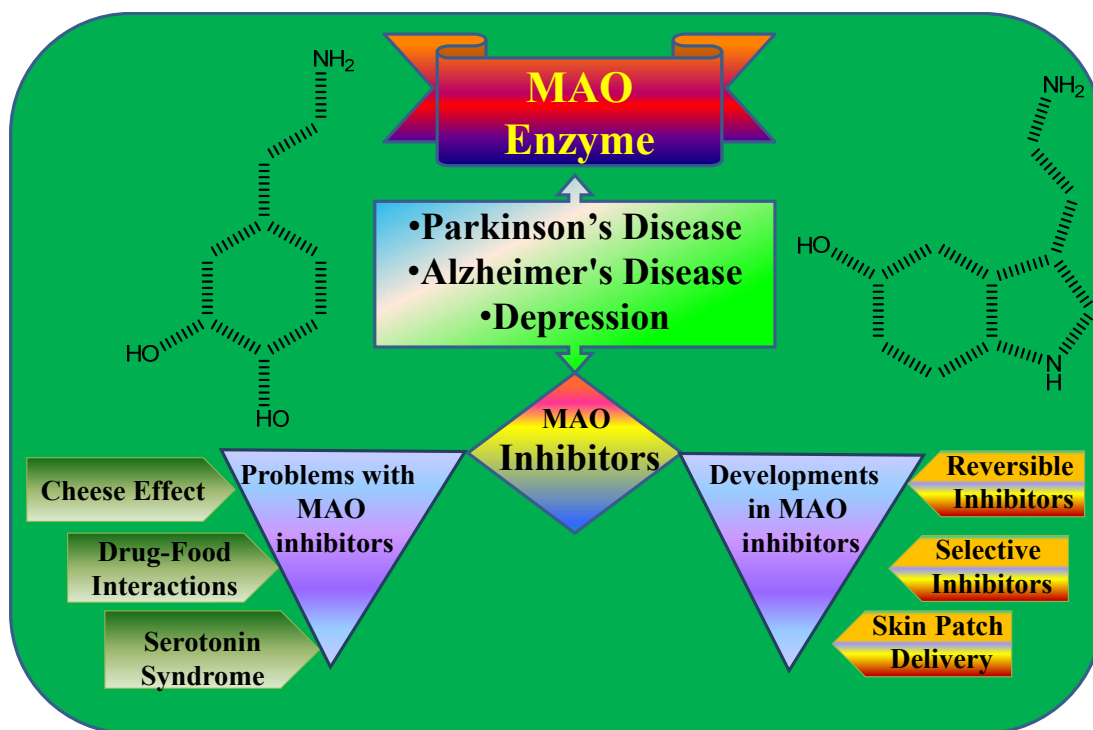 NH2
MAO
Enzyme
NH2
•Parkinson’s Disease
•Alzheimer's Disease
•Depression
HO
HO
HO
N
H
MAO
Inhibitors
Problems with
MAO
inhibitors
Cheese Effect
Drug-Food
Interactions
Serotonin
Syndrome
Developments
in MAO
inhibitors
Reversible
Inhibitors
Selective
Inhibitors
Skin Patch
Delivery